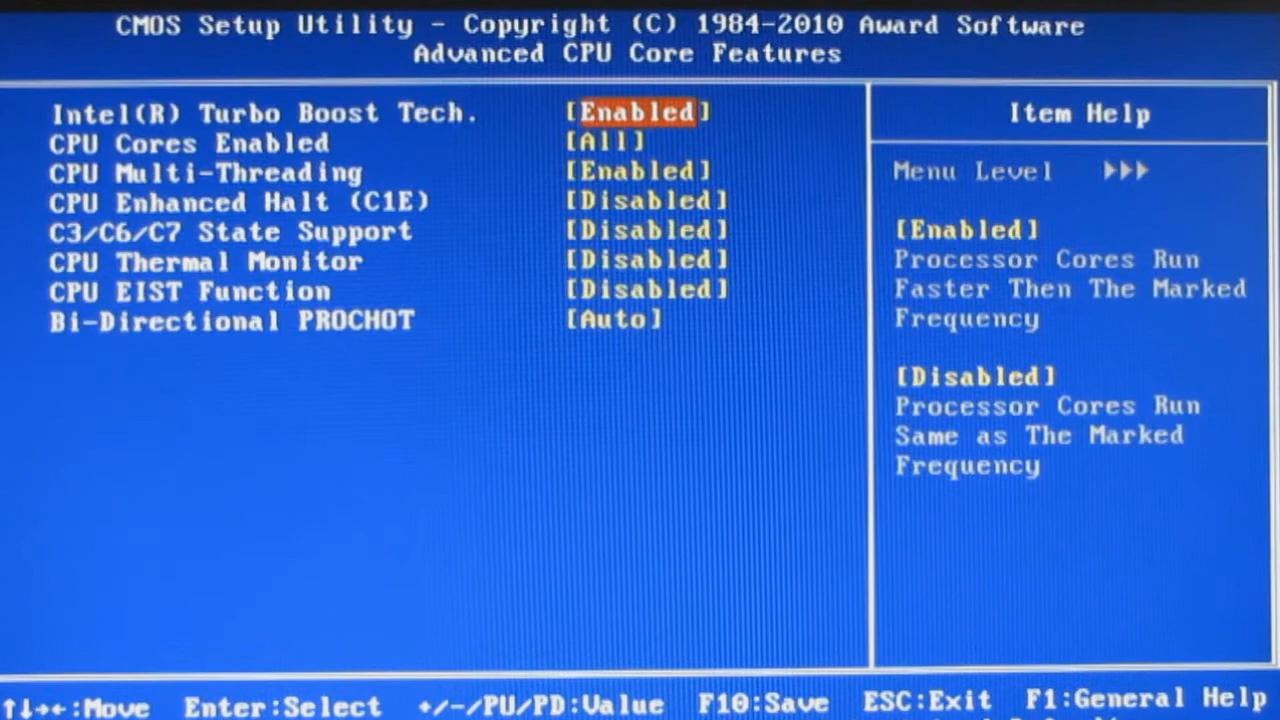 CMOS Setup Utility - Copyright (C) 1984-2010 Award Software
Advanced CPU Core Features
Intel(R) Turbo Boost Tech. [Enabled]
CPU Cores Enabled [All]
CPU Multi-Threading [Enabled]
CPU Enhanced Halt (C1E) [Disabled]
C3/C6/C7 State Support [Disabled]
CPU Thermal Monitor [Disabled]
CPU EIST Function [Disabled]
Bi-Directional PROCHOT [Auto]
Item Help
Menu Level ►►►
[Enabled]
Processor Cores Run
Faster Then The Marked
Frequency
[Disabled]
Processor Cores Run
Same as The Marked
Frequency
↑↓→←:Move Enter:Select +/-/PU/PD:Value F10:Save ESC:Exit F1:General Help